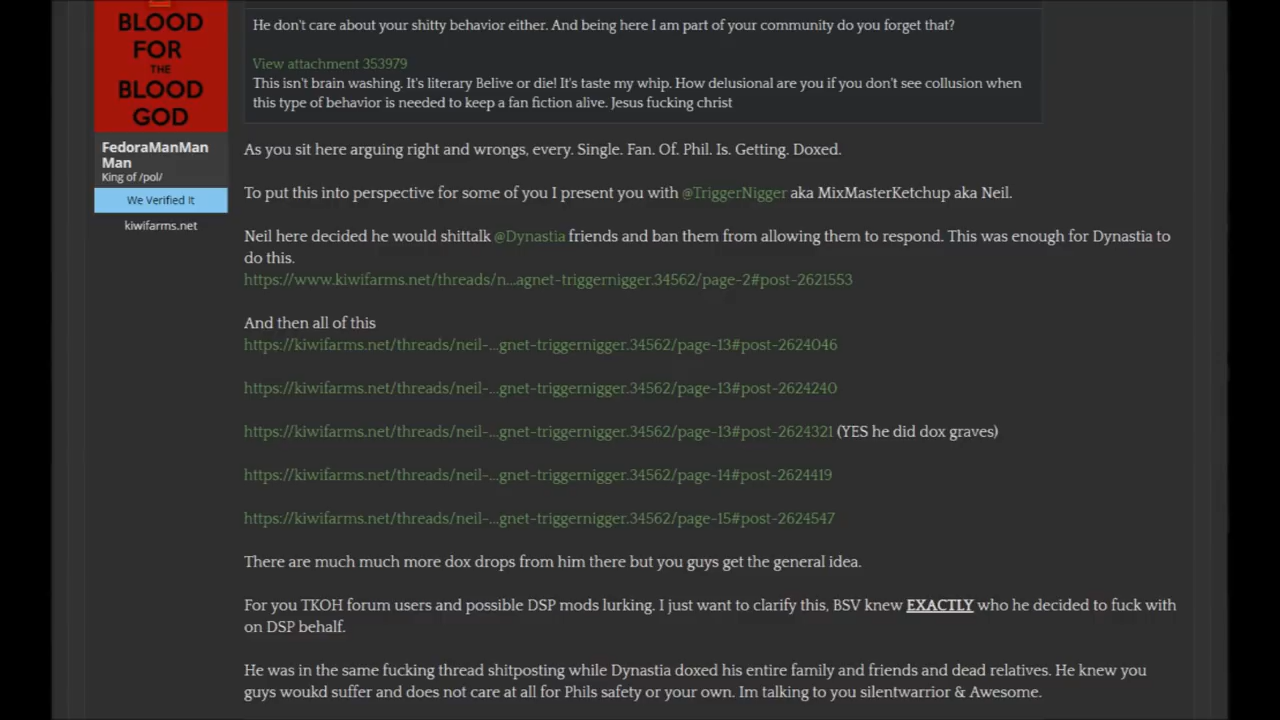 BLOOD
FOR
THE
BLOOD
GOD
FedoraManMan
Man
King of /pol/
We Verified It
kiwifarms.net
He don't care about your shitty behavior either. And being here I am part of your community do you forget that?
View attachment 353979
This isn't brain washing. It's literary Belive or die! It's taste my whip. How delusional are you if you don't see collusion when
this type of behavior is needed to keep a fan fiction alive. Jesus fucking christ
As you sit here arguing right and wrongs, every. Single. Fan. Of. Phil. Is. Getting. Doxed.
To put this into perspective for some of you I present you with @TriggerNigger aka MixMasterKetchup aka Neil.
Neil here decided he would shittalk @Dynastia friends and ban them from allowing them to respond. This was enough for Dynastia to
do this.
https://www.kiwifarms.net/threads/n...agnet-triggernigger.34562/page-2#post-2621553
And then all of this
https://kiwifarms.net/threads/neil-...gnet-triggernigger.34562/page-13#post-2624046
https://kiwifarms.net/threads/neil-...gnet-triggernigger.34562/page-13#post-2624240
https://kiwifarms.net/threads/neil-...gnet-triggernigger.34562/page-13#post-2624321 (YES he did dox graves)
https://kiwifarms.net/threads/neil-...gnet-triggernigger.34562/page-14#post-2624419
https://kiwifarms.net/threads/neil-...gnet-triggernigger.34562/page-15#post-2624547
There are much much more dox drops from him there but you guys get the general idea.
For you TKOH forum users and possible DSP mods lurking. I just want to clarify this, BSV knew EXACTLY who he decided to fuck with
on DSP behalf.
He was in the same fucking thread shitposting while Dynastia doxed his entire family and friends and dead relatives. He knew you
guys woukd suffer and does not care at all for Phils safety or your own. Im talking to you silentwarrior & Awesome.